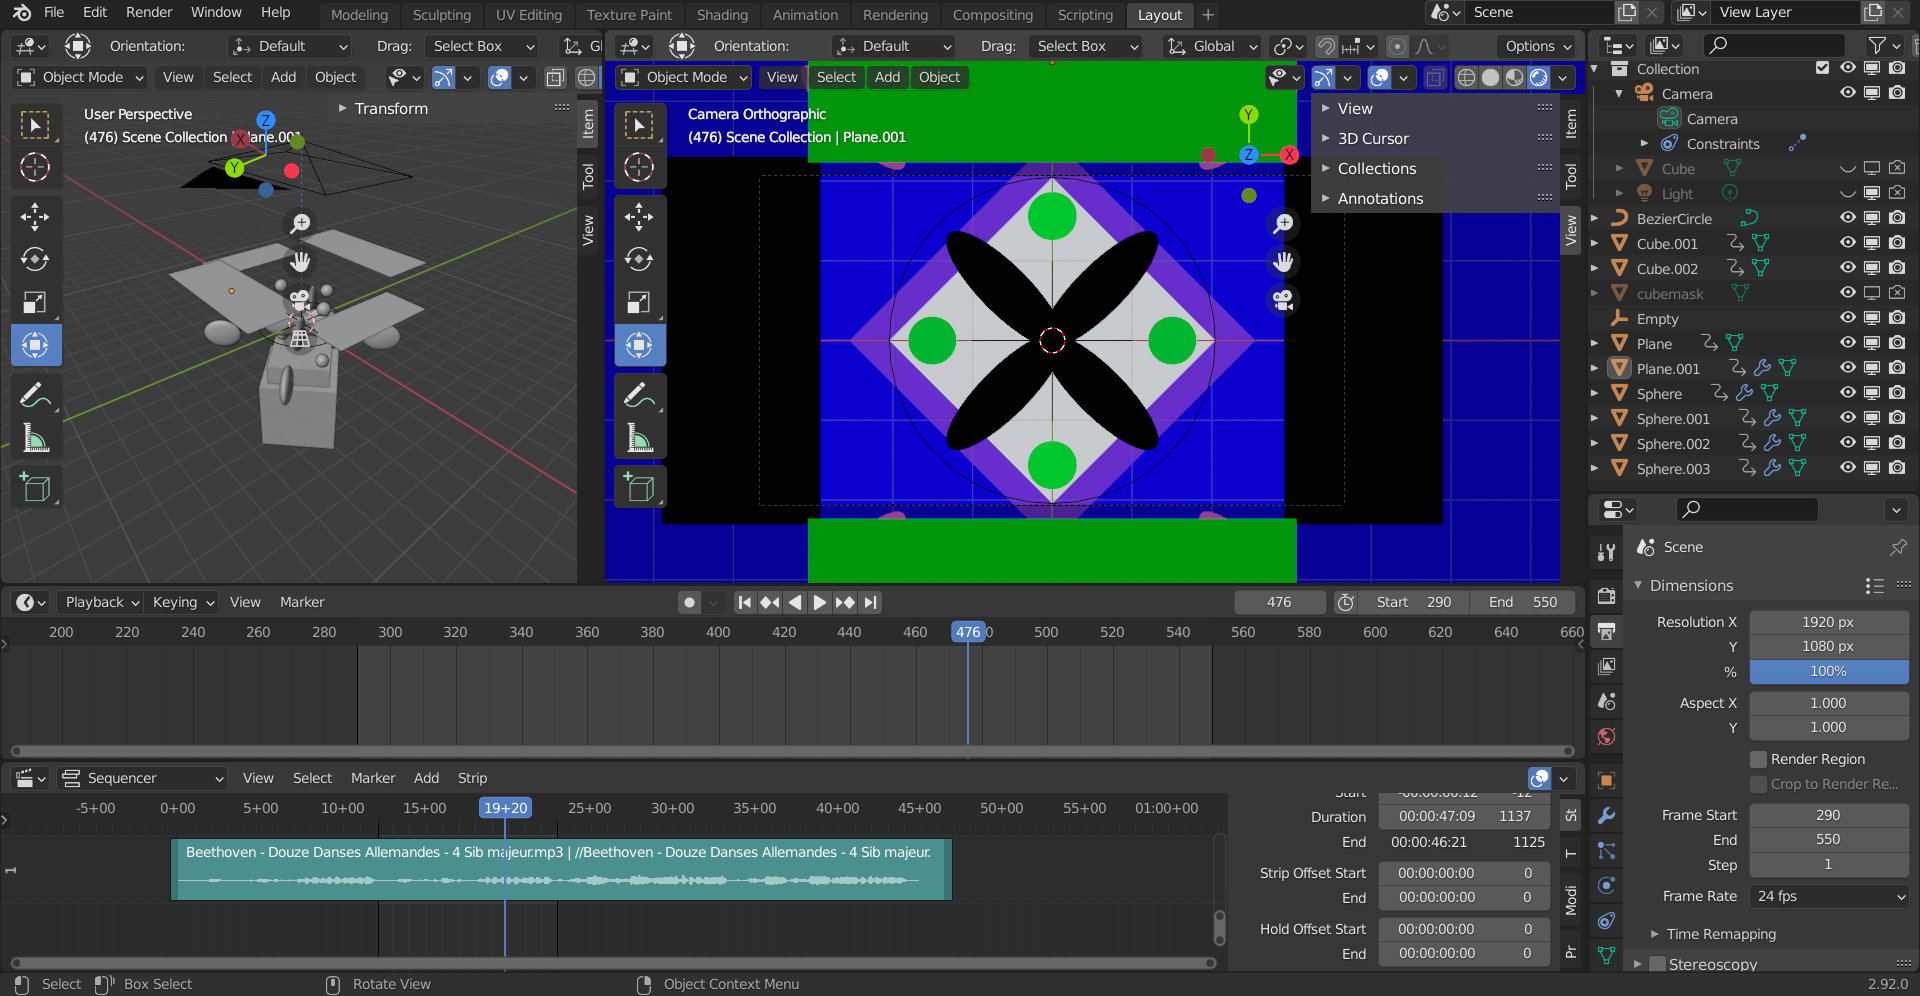 File Edit Render Window Help Modeling Sculpting UV Editing Texture Paint Shading Animation Rendering Compositing Scripting Layout + Scene View Layer
Orientation: Default Drag: Select Box Gl
Orientation: Default Drag: Select Box Global Options
Object Mode View Select Add Object
Object Mode View Select Add Object
User Perspective
(476) Scene Collection | Plane.001
Transform
Item
Tool
View
X
Y
Z
Camera Orthographic
(476) Scene Collection | Plane.001
Y
Z
X
View
3D Cursor
Collections
Annotations
Item
Tool
View
Collection
Camera
Camera
Constraints
Cube
Light
BezierCircle
Cube.001
Cube.002
cubemask
Empty
Plane
Plane.001
Sphere
Sphere.001
Sphere.002
Sphere.003
Playback Keying View Marker 476 Start 290 End 550
200 220 240 260 280 300 320 340 360 380 400 420 440 460 476 0 500 520 540 560 580 600 620 640 660
Sequencer View Select Marker Add Strip
-5+00 0+00 5+00 10+00 15+00 19+20 25+00 30+00 35+00 40+00 45+00 50+00 55+00 01:00+00
1
Beethoven - Douze Danses Allemandes - 4 Sib majeur.mp3 | //Beethoven - Douze Danses Allemandes - 4 Sib majeur.
Start -00:00:00:12 -12
Duration 00:00:47:09 1137
End 00:00:46:21 1125
Strip Offset Start 00:00:00:00 0
End 00:00:00:00 0
Hold Offset Start 00:00:00:00 0
End 00:00:00:00 0
St
T
Modi
Pr
Scene
Dimensions
Resolution X 1920 px
Y 1080 px
% 100%
Aspect X 1.000
Y 1.000
Render Region
Crop to Render Re...
Frame Start 290
End 550
Step 1
Frame Rate 24 fps
Time Remapping
Stereoscopy
Select Box Select Rotate View Object Context Menu 2.92.0